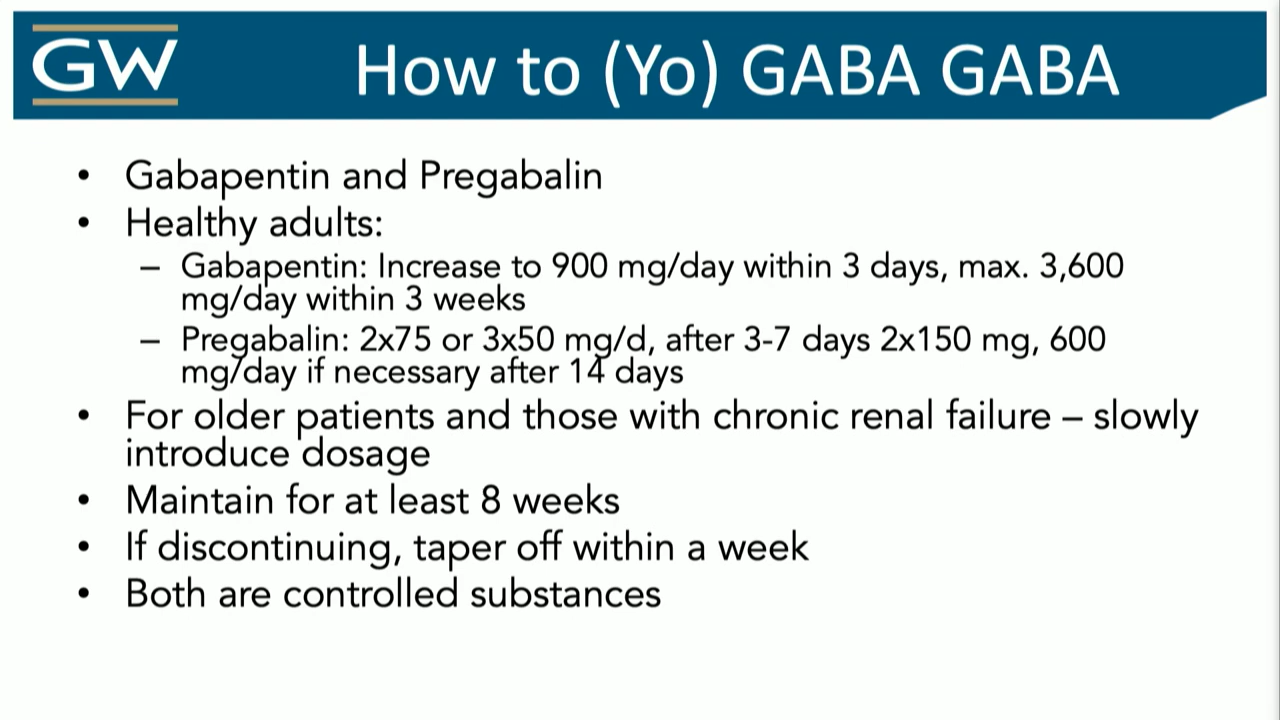 GW
How to (Yo) GABA GABA
• Gabapentin and Pregabalin
• Healthy adults:
– Gabapentin: Increase to 900 mg/day within 3 days, max. 3,600
mg/day within 3 weeks
– Pregabalin: 2x75 or 3x50 mg/d, after 3-7 days 2x150 mg, 600
mg/day if necessary after 14 days
• For older patients and those with chronic renal failure – slowly
introduce dosage
• Maintain for at least 8 weeks
• If discontinuing, taper off within a week
• Both are controlled substances